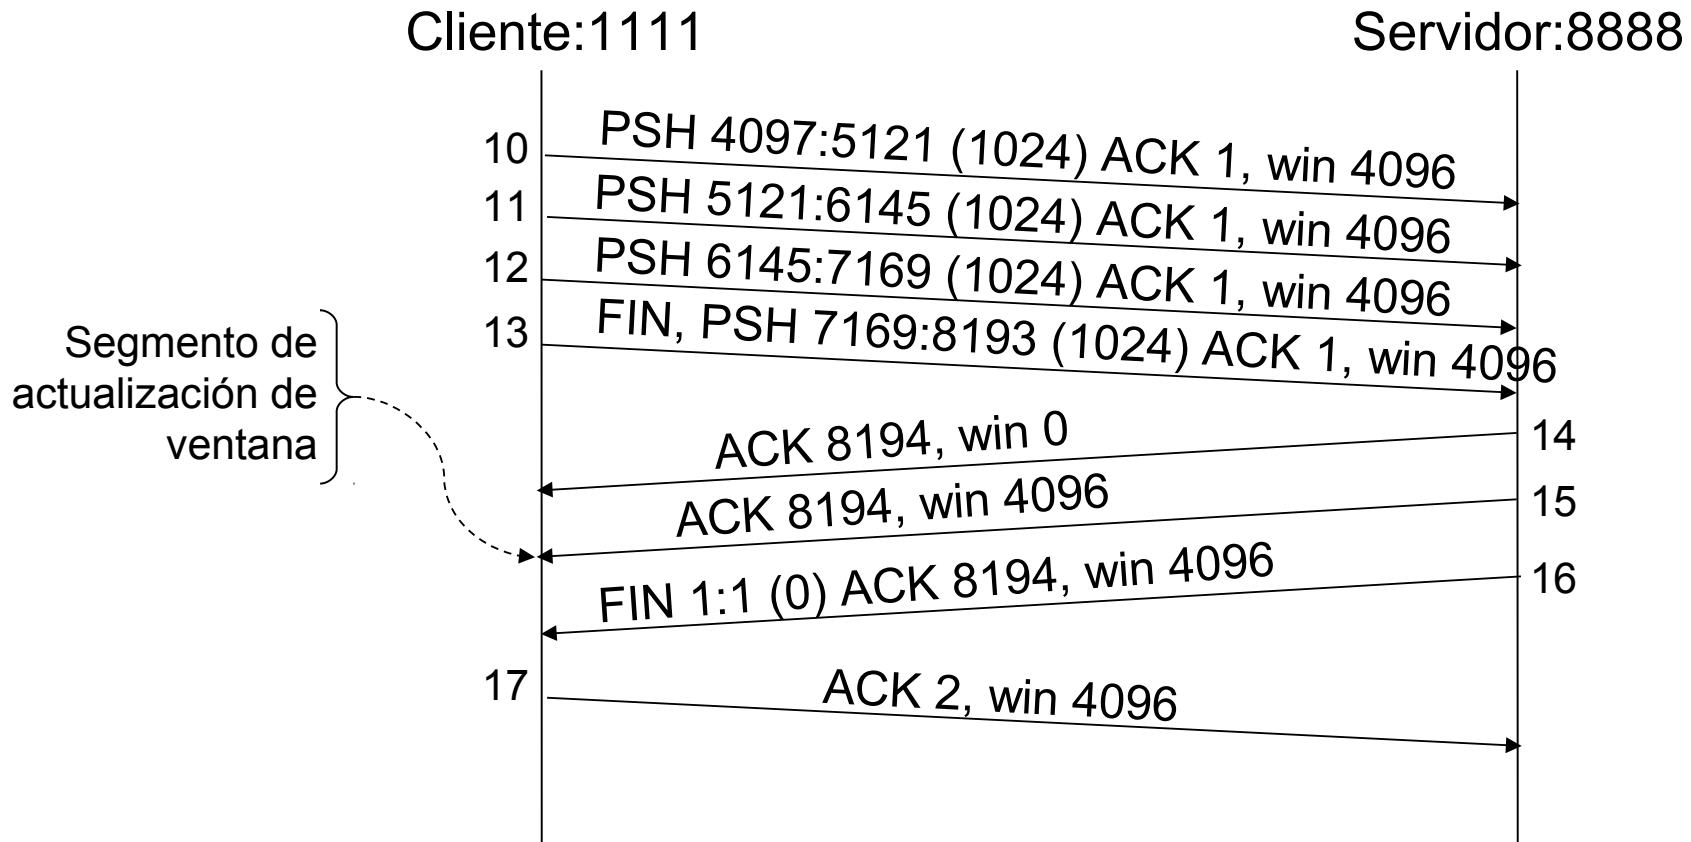 Cliente:1111
Servidor:8888
10
PSH 4097:5121 (1024) ACK 1, win 4096
11
PSH 5121:6145 (1024) ACK 1, win 4096
12
PSH 6145:7169 (1024) ACK 1, win 4096
13
FIN, PSH 7169:8193 (1024) ACK 1, win 4096
Segmento de
actualización de
ventana
ACK 8194, win 0
14
ACK 8194, win 4096
15
FIN 1:1 (0) ACK 8194, win 4096
16
17
ACK 2, win 4096